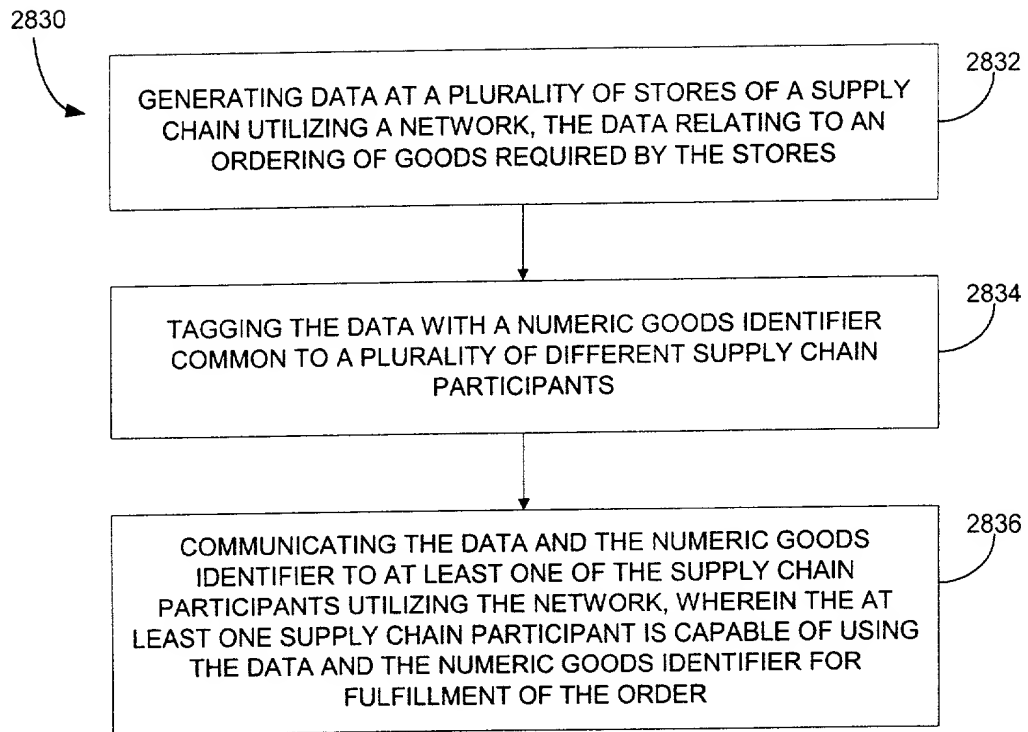 2830
2832
GENERATING DATA AT A PLURALITY OF STORES OF A SUPPLY
CHAIN UTILIZING A NETWORK, THE DATA RELATING TO AN
ORDERING OF GOODS REQUIRED BY THE STORES
2834
TAGGING THE DATA WITH A NUMERIC GOODS IDENTIFIER
COMMON TO A PLURALITY OF DIFFERENT SUPPLY CHAIN
PARTICIPANTS
2836
COMMUNICATING THE DATA AND THE NUMERIC GOODS
IDENTIFIER TO AT LEAST ONE OF THE SUPPLY CHAIN
PARTICIPANTS UTILIZING THE NETWORK, WHEREIN THE AT
LEAST ONE SUPPLY CHAIN PARTICIPANT IS CAPABLE OF USING
THE DATA AND THE NUMERIC GOODS IDENTIFIER FOR
FULFILLMENT OF THE ORDER